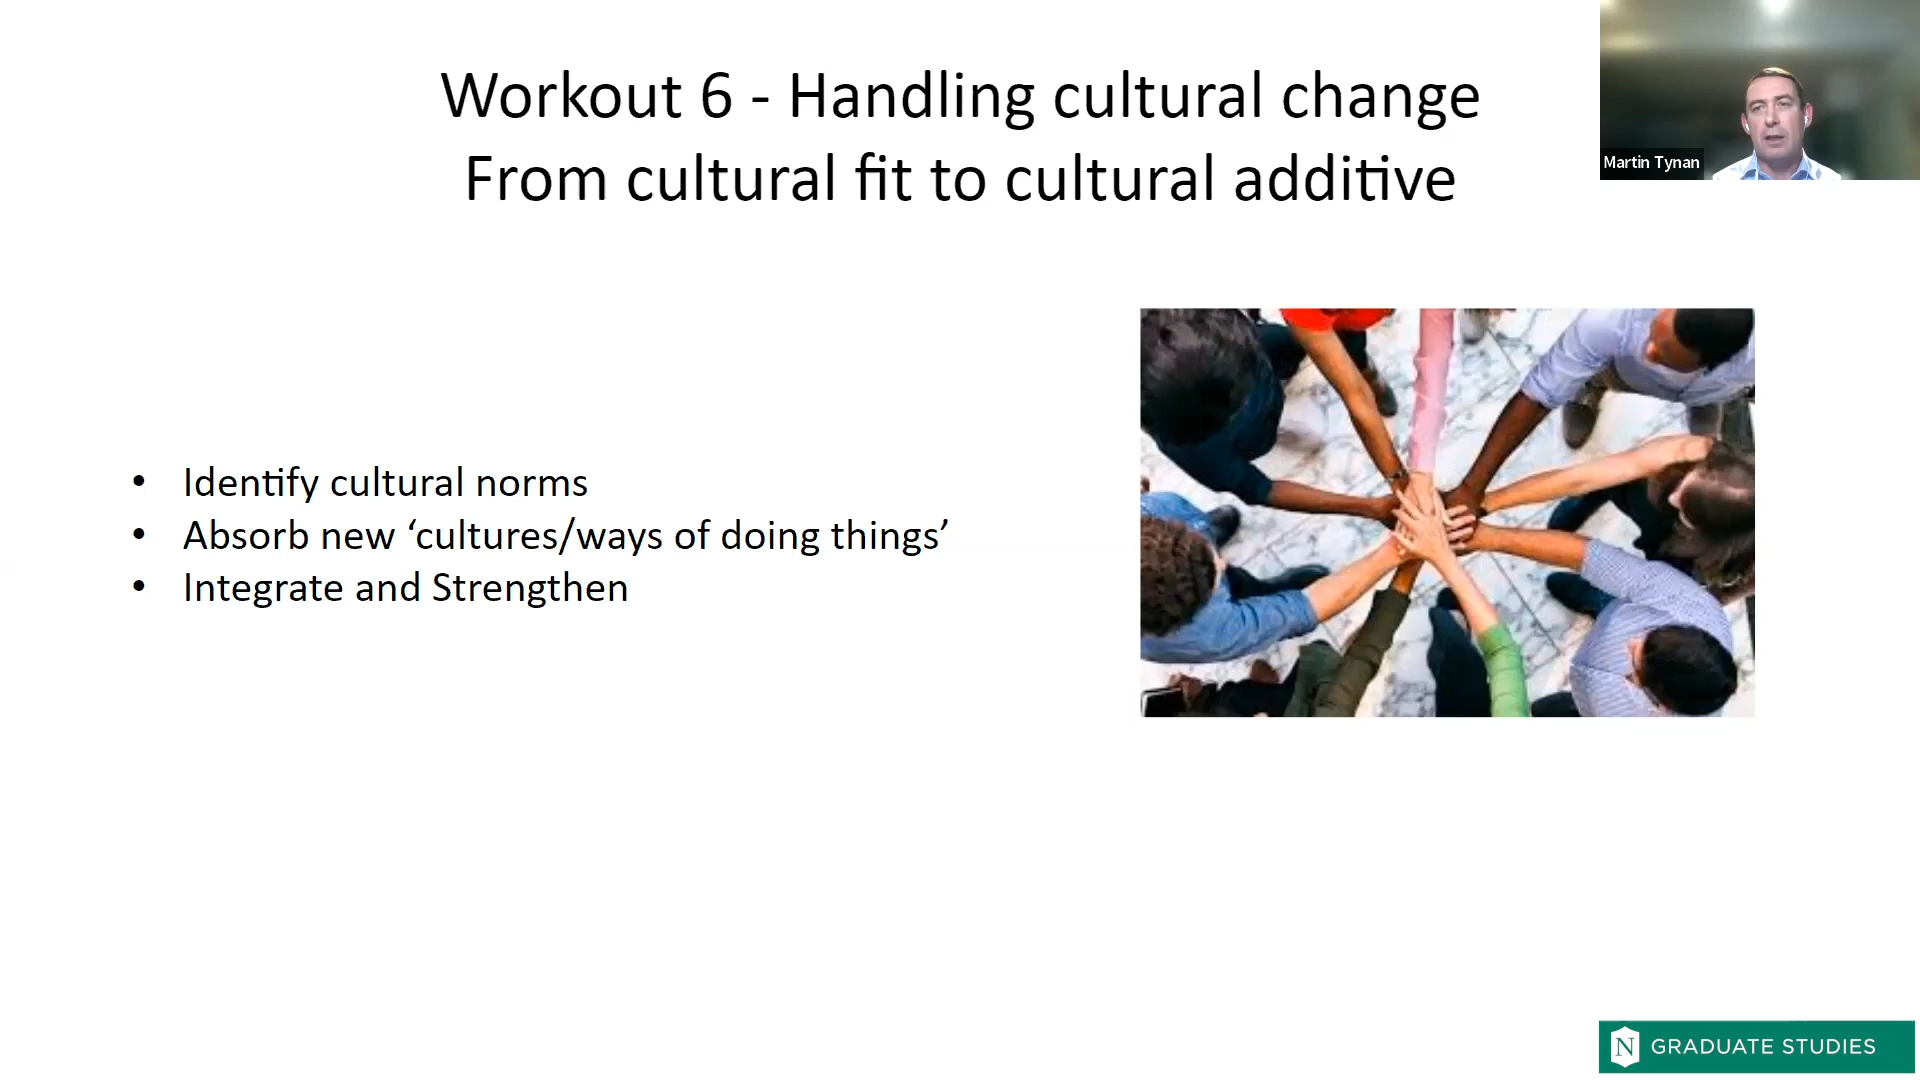 Workout 6 - Handling cultural change
From cultural fit to cultural additive
Martin Tynan
• Identify cultural norms
• Absorb new ‘cultures/ways of doing things’
• Integrate and Strengthen
N GRADUATE STUDIES